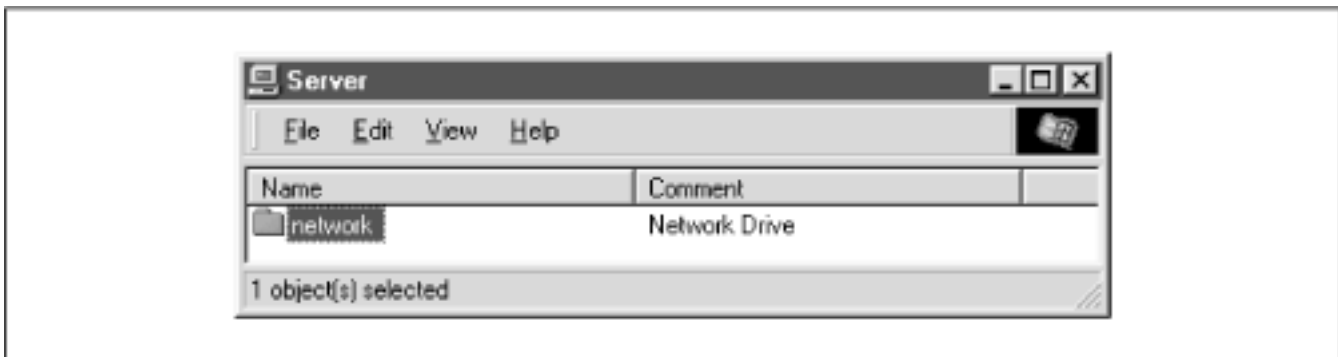 Server
File Edit View Help
Name Comment
network Network Drive
1 object(s) selected